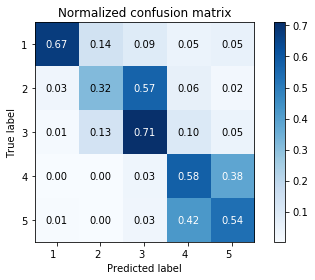 Normalized confusion matrix
1 0.67 0.14 0.09 0.05 0.05
2 0.03 0.32 0.57 0.06 0.02
3 0.01 0.13 0.71 0.10 0.05
4 0.00 0.00 0.03 0.58 0.38
5 0.01 0.00 0.03 0.42 0.54
1 2 3 4 5
True label
Predicted label
0.7
0.6
0.5
0.4
0.3
0.2
0.1